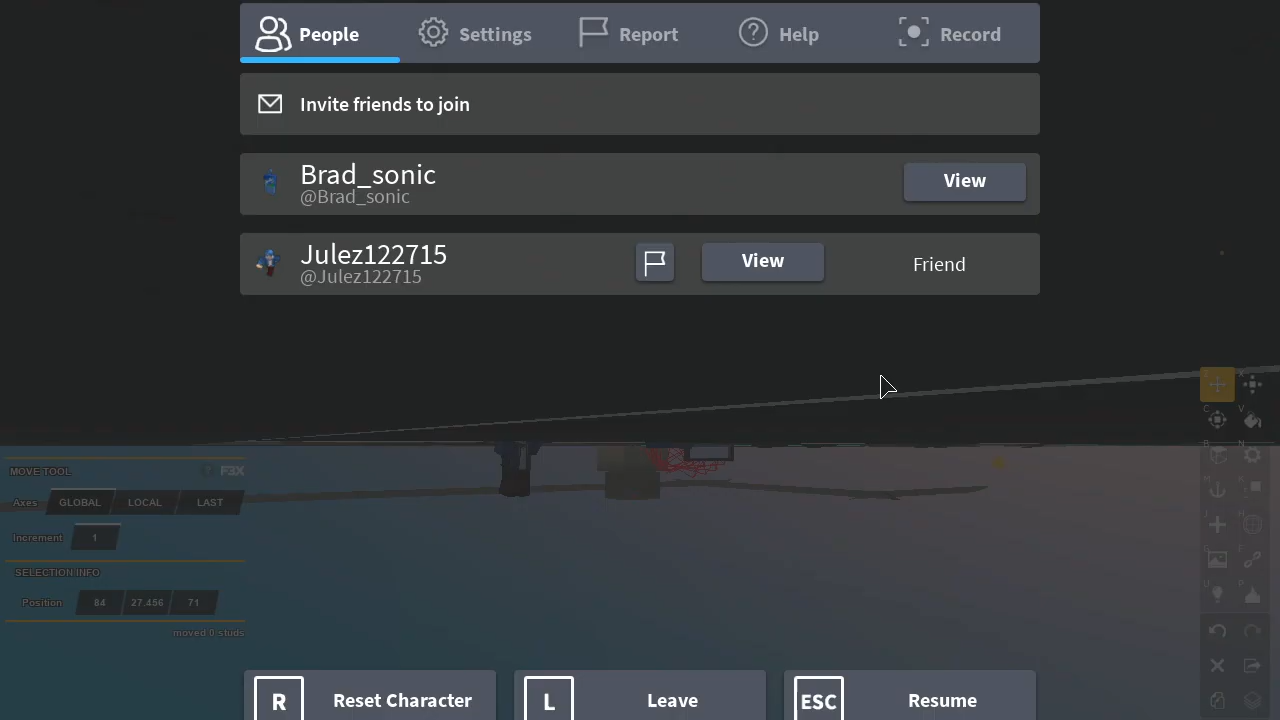 People Settings Report Help Record
Invite friends to join
Brad_sonic
@Brad_sonic
View
Julez122715
@Julez122715
View
Friend
Z X
C V
B N
M K
J H
G F
U P
MOVE TOOL F3X
Axes GLOBAL LOCAL LAST
Increment 1
SELECTION INFO
Position 84 27.456 71
moved 0 studs
R Reset Character L Leave ESC Resume